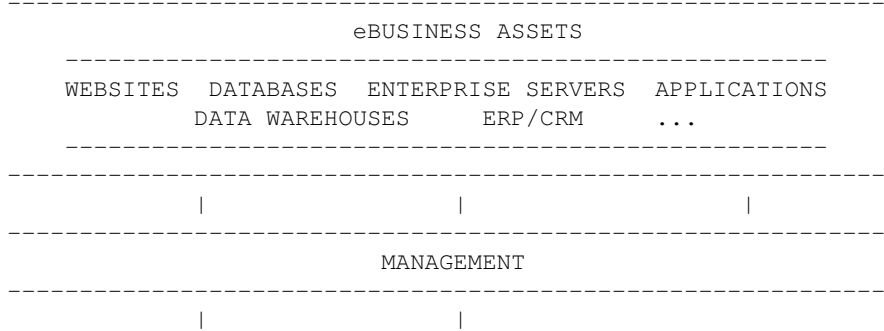 eBUSINESS ASSETS
WEBSITES DATABASES ENTERPRISE SERVERS APPLICATIONS
DATA WAREHOUSES ERP/CRM ...
MANAGEMENT